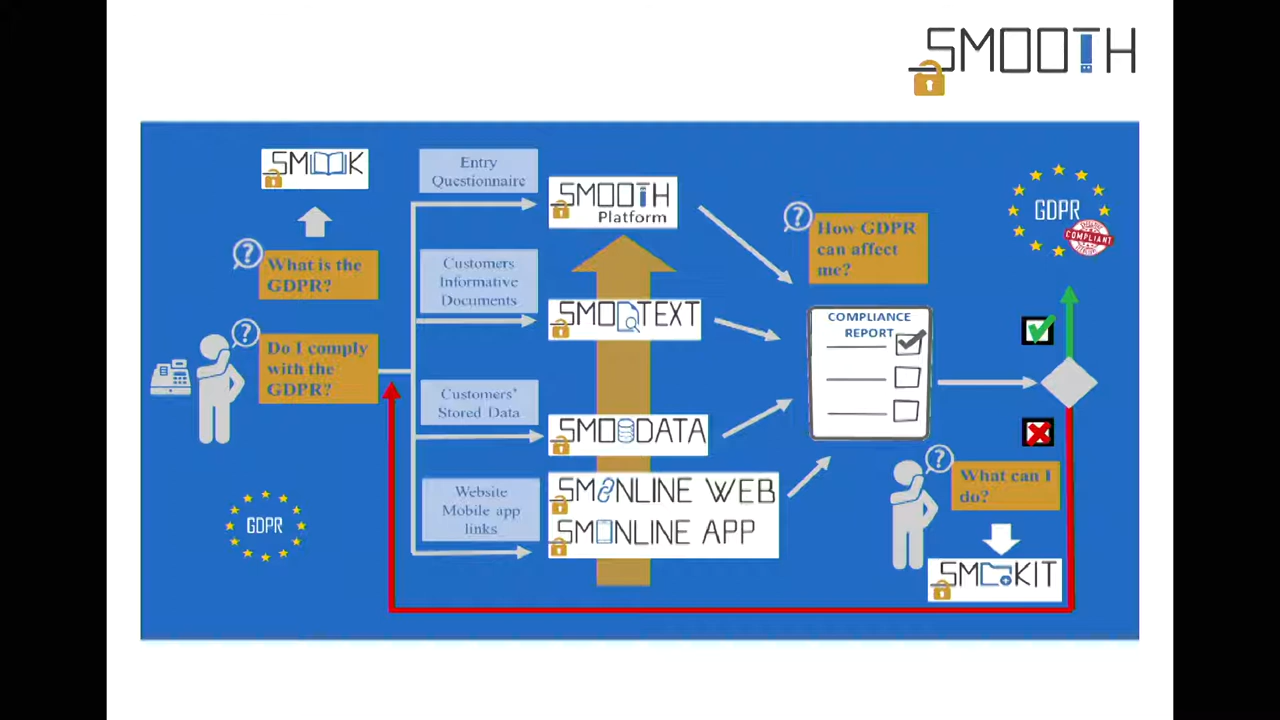 SMOOTH
SMOOK
What is the
GDPR?
Do I comply
with the
GDPR?
GDPR
Entry
Questionnaire
Customers
Informative
Documents
Customers'
Stored Data
Website
Mobile app
links
SMOOTH
Platform
SMOOTEXT
SMOODATA
SMOONLINE WEB
SMOONLINE APP
How GDPR
can affect
me?
COMPLIANCE
REPORT
GDPR
COMPLIANT
What can I
do?
SMOOKIT